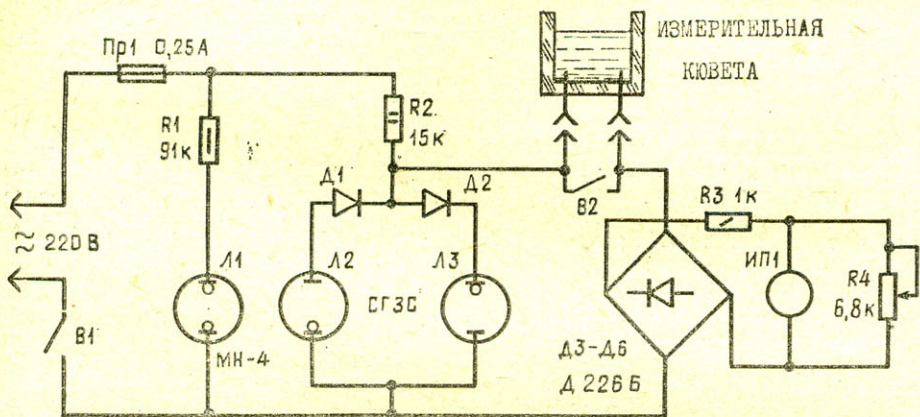 Пр1 0,25А
ИЗМЕРИТЕЛЬНАЯ
КЮВЕТА
R1
91к
R2
15к
Д1
Д2
В2
R3 1к
≈ 220 В
Л1
Л2
Л3
СГ3С
ИП1
R4
6,8к
В1
МН-4
Д3-Д6
Д 226 Б